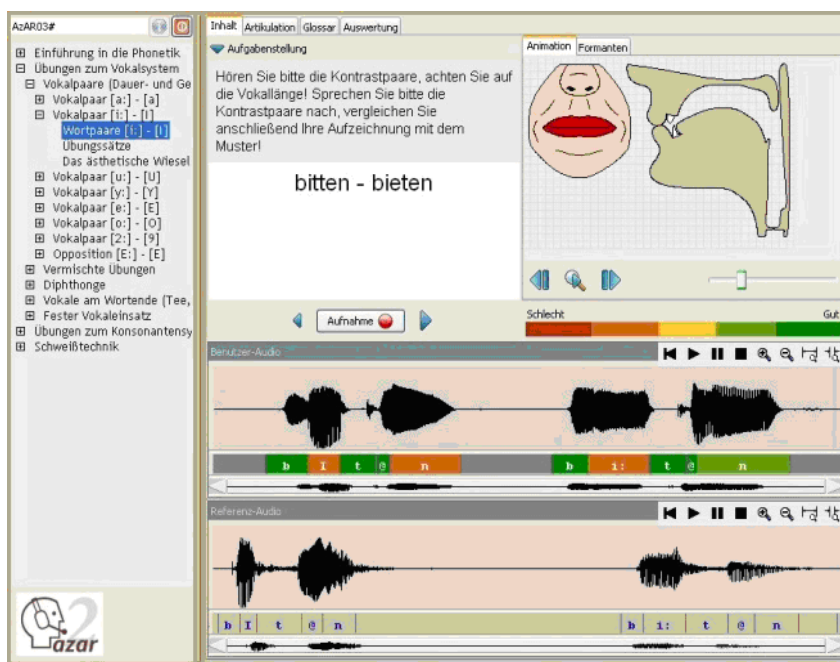 AzAR03#
Einführung in die Phonetik
Übungen zum Vokalsystem
Vokalpaare (Dauer- und Ge
Vokalpaar [a:] - [a]
Vokalpaar [i:] - [I]
Wortpaare [i:] - [I]
Übungssätze
Das ästhetische Wiesel
Vokalpaar [u:] - [U]
Vokalpaar [y:] - [Y]
Vokalpaar [e:] - [E]
Vokalpaar [o:] - [O]
Vokalpaar [2:] - [9]
Opposition [E:] - [E]
Vermischte Übungen
Diphthonge
Vokale am Wortende (Tee,
Fester Vokaleinsatz
Übungen zum Konsonantensy
Schweißtechnik
2
azar
Inhalt Artikulation Glossar Auswertung
Aufgabenstellung
Hören Sie bitte die Kontrastpaare, achten Sie auf
die Vokallänge! Sprechen Sie bitte die
Kontrastpaare nach, vergleichen Sie
anschließend Ihre Aufzeichnung mit dem
Muster!
bitten - bieten
Aufnahme
Animation Formanten
Schlecht Gut
Benutzer-Audio
b I t @ n b i: t @ n
Referenz-Audio
b I t @ n b i: t @ n